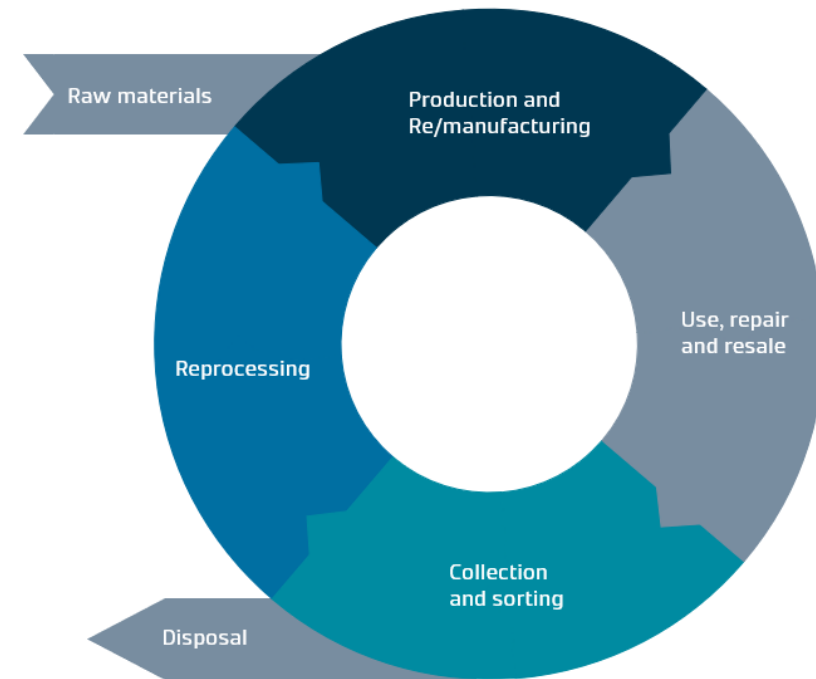 Raw materials
Production and
Re/manufacturing
Use, repair
and resale
Reprocessing
Collection
and sorting
Disposal